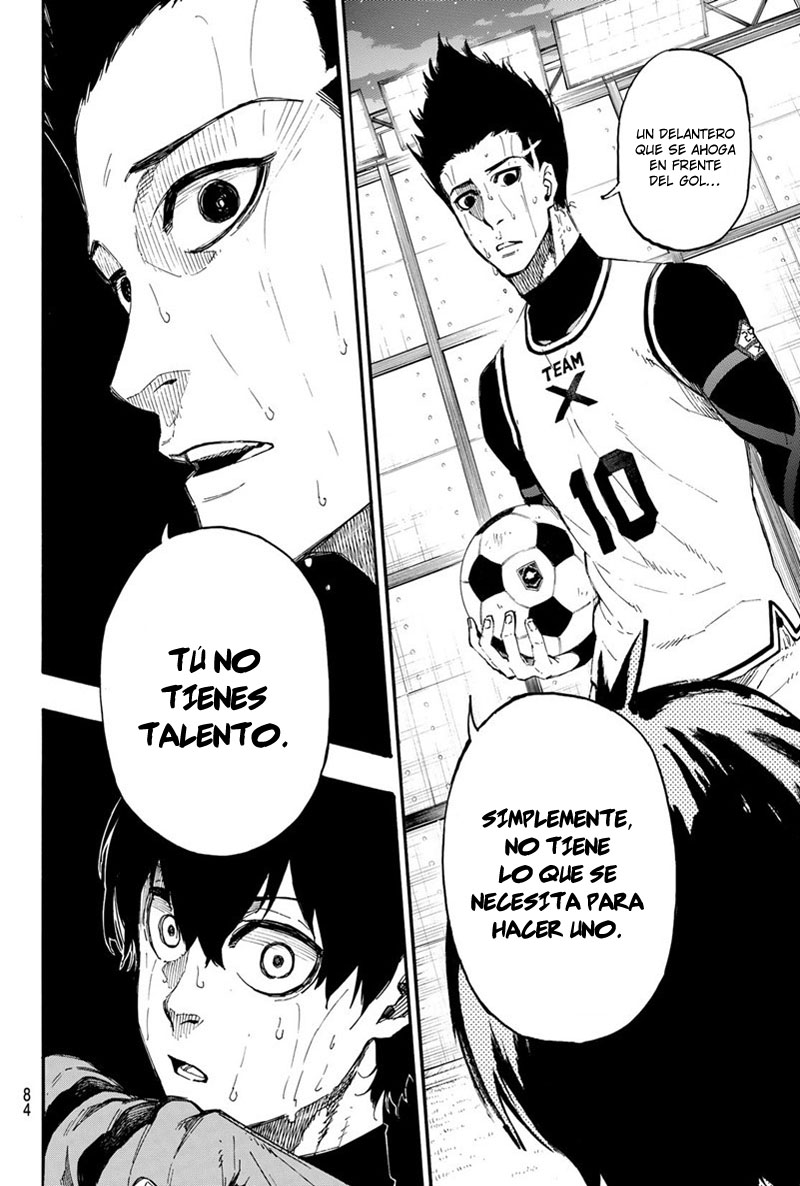 UN DELANTERO
QUE SE AHOGA
EN FRENTE
DEL GOL...
TEAM
X
10
SIMPLEMENTE,
NO TIENE
LO QUE SE
NECESITA PARA
HACER UNO.
TÚ NO
TIENES
TALENTO.
84